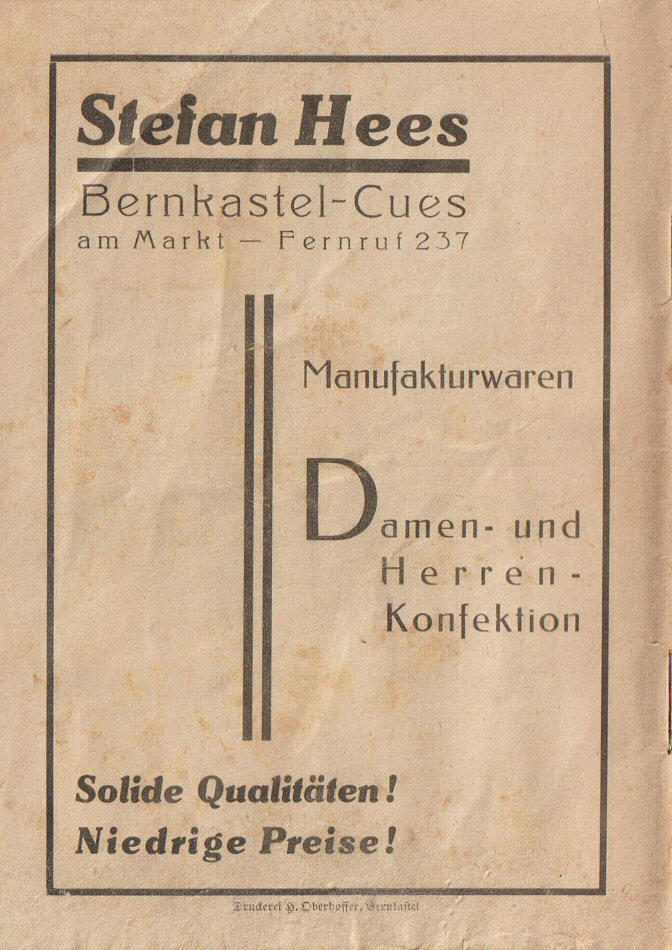 Stefan Hees
Bernkastel-Cues
am Markt — Fernruf 237
Manufakturwaren
Damen- und
Herren-
Konfektion
Solide Qualitäten!
Niedrige Preise!
Druckerei H. Oberhoffer, Bernkastel